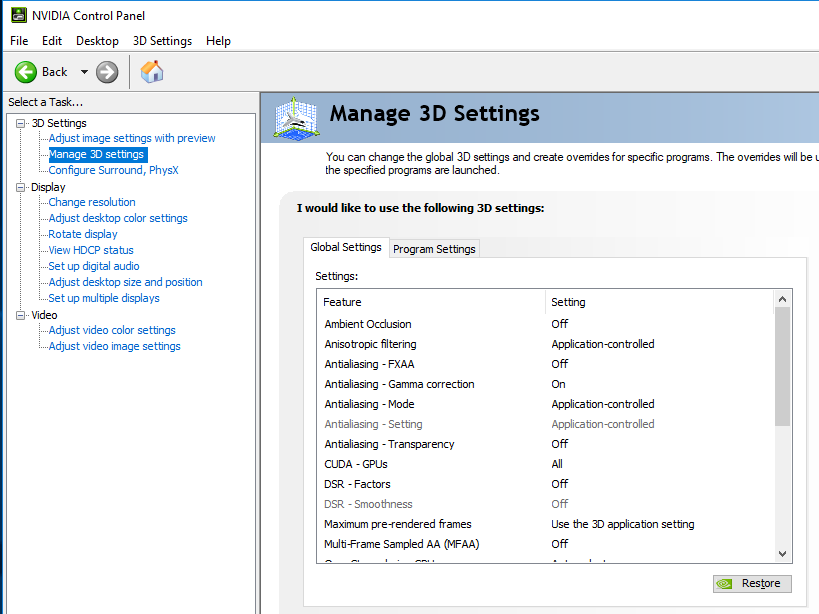 NVIDIA Control Panel
File Edit Desktop 3D Settings Help
Back
Select a Task...
3D Settings
Adjust image settings with preview
Manage 3D settings
Configure Surround, PhysX
Display
Change resolution
Adjust desktop color settings
Rotate display
View HDCP status
Set up digital audio
Adjust desktop size and position
Set up multiple displays
Video
Adjust video color settings
Adjust video image settings
Manage 3D Settings
You can change the global 3D settings and create overrides for specific programs. The overrides will be
the specified programs are launched.
I would like to use the following 3D settings:
Global Settings Program Settings
Settings:
Feature Setting
Ambient Occlusion Off
Anisotropic filtering Application-controlled
Antialiasing - FXAA Off
Antialiasing - Gamma correction On
Antialiasing - Mode Application-controlled
Antialiasing - Setting Application-controlled
Antialiasing - Transparency Off
CUDA - GPUs All
DSR - Factors Off
DSR - Smoothness Off
Maximum pre-rendered frames Use the 3D application setting
Multi-Frame Sampled AA (MFAA) Off
Restore